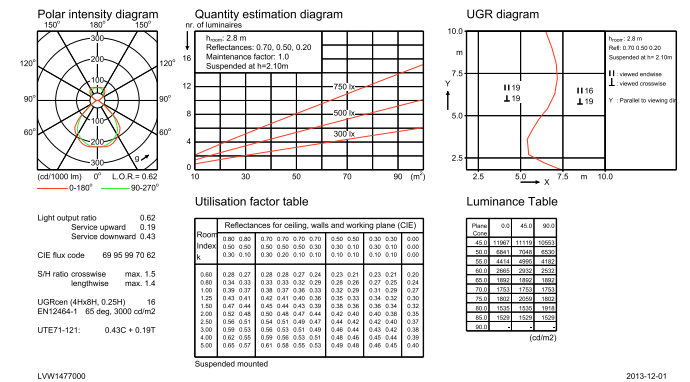 Polar intensity diagram
150° 180° 150°
300
200
100
120° 120°
90° 90°
100
60° 60°
200
300
0°
g
(cd/1000 lm) L.O.R.= 0.62
0-180° 90-270°
Quantity estimation diagram
nr. of luminaires
hroom: 2.8 m
Reflectances: 0.70, 0.50, 0.20
Maintenance factor: 1.0
Suspended at h=2.10m
16
12
8
4
0
750 lx
500 lx
300 lx
10 30 50 70 90 (m²)
UGR diagram
10.0
m
7.5
Y
5.0
2.5
19
19
16
19
2.5 5.0 7.5 m 10.0
X
hroom: 2.8 m
Refl: 0.70 0.50 0.20
Suspended at h= 2.10m
: viewed endwise
: viewed crosswise
Y : Parallel to viewing dir
Light output ratio 0.62
Service upward 0.19
Service downward 0.43
CIE flux code 69 95 99 70 62
S/H ratio crosswise max. 1.5
lengthwise max. 1.4
UGRcen (4Hx8H, 0.25H) 16
EN12464-1 65 deg, 3000 cd/m2
UTE71-121: 0.43C + 0.19T
Utilisation factor table
Room Index k
Reflectances for ceiling, walls and working plane (CIE)
0.80 0.80 0.70 0.70 0.70 0.70 0.50 0.50 0.30 0.30 0.00
0.50 0.50 0.50 0.50 0.50 0.30 0.30 0.10 0.30 0.10 0.00
0.30 0.10 0.30 0.20 0.10 0.10 0.10 0.10 0.10 0.10 0.00
0.60 0.28 0.27 0.28 0.28 0.27 0.24 0.23 0.21 0.23 0.21 0.20
0.80 0.34 0.33 0.33 0.33 0.32 0.29 0.28 0.26 0.27 0.25 0.24
1.00 0.39 0.37 0.38 0.37 0.36 0.33 0.32 0.29 0.31 0.29 0.27
1.25 0.43 0.41 0.42 0.41 0.40 0.36 0.35 0.33 0.34 0.32 0.30
1.50 0.47 0.44 0.45 0.44 0.43 0.39 0.38 0.36 0.36 0.34 0.32
2.00 0.52 0.48 0.50 0.48 0.47 0.44 0.42 0.40 0.40 0.38 0.35
2.50 0.56 0.51 0.54 0.51 0.49 0.47 0.44 0.42 0.42 0.40 0.37
3.00 0.59 0.53 0.56 0.53 0.51 0.49 0.46 0.44 0.43 0.42 0.38
4.00 0.62 0.55 0.59 0.56 0.53 0.51 0.48 0.46 0.45 0.44 0.39
5.00 0.65 0.57 0.61 0.58 0.55 0.53 0.49 0.48 0.46 0.45 0.40
Suspended mounted
Luminance Table
Plane Cone 0.0 45.0 90.0
45.0 11967 11119 10553
50.0 6841 7048 6530
55.0 4414 4995 4182
60.0 2665 2932 2532
65.0 1892 1892 1892
70.0 1753 1753 1753
75.0 1802 2059 1802
80.0 1535 1535 1918
85.0 1529 1529 1529
90.0 - - -
(cd/m2)
LVW1477000 2013-12-01